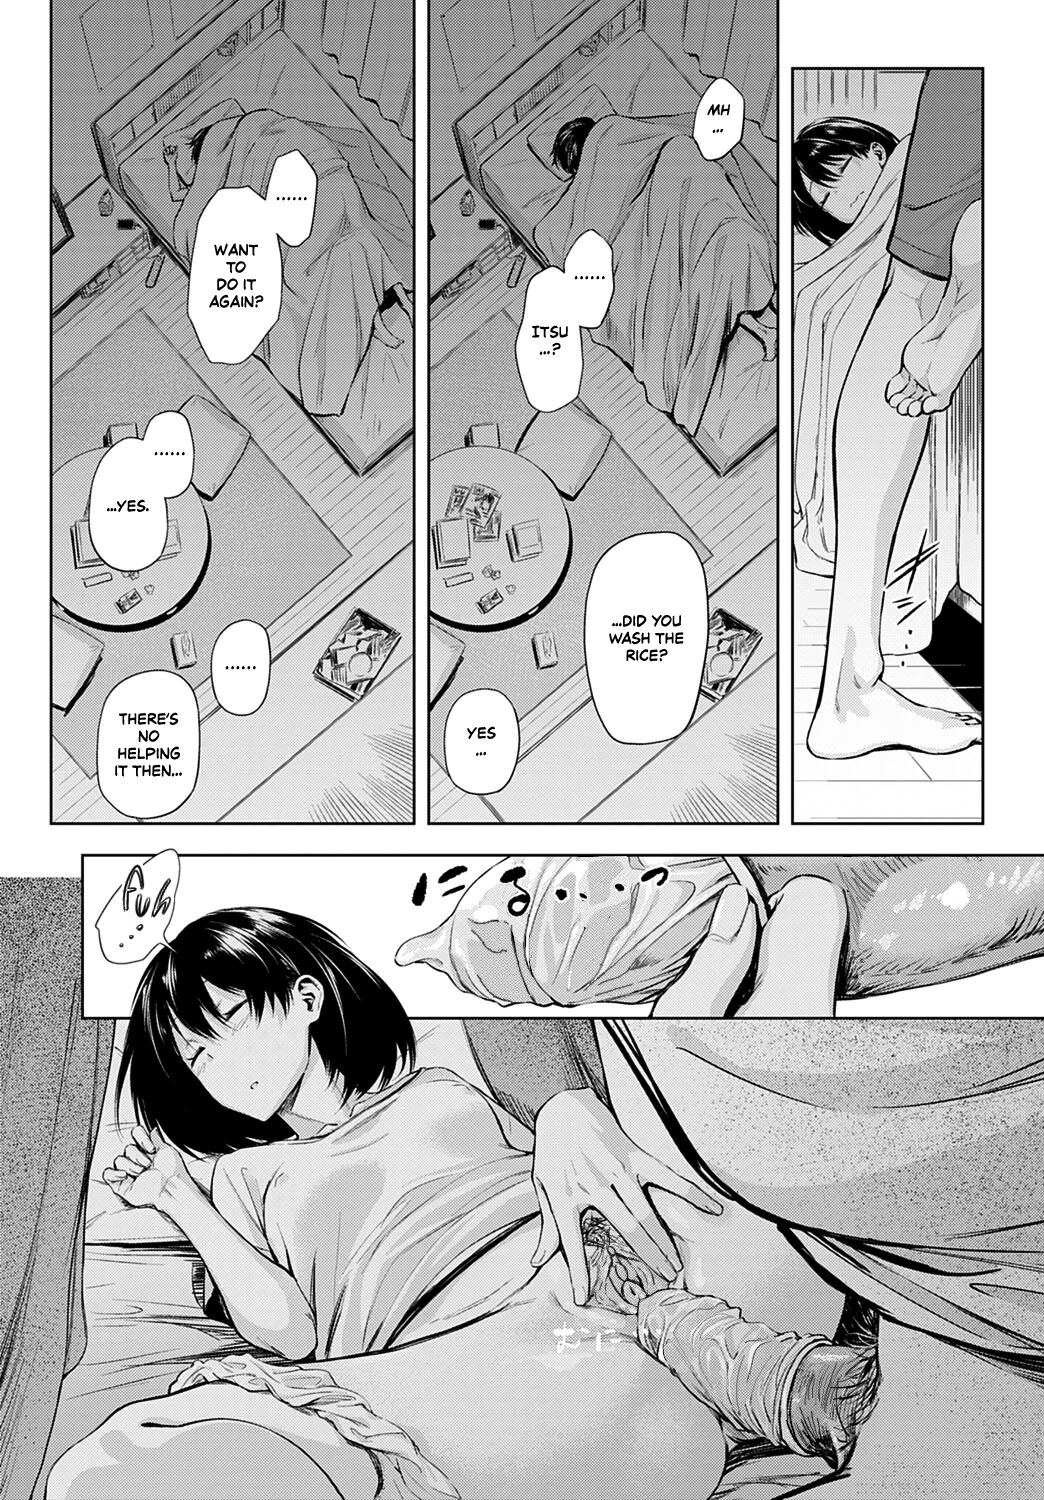 MH
...
......
ITSU
...?
...DID YOU
WASH THE
RICE?
YES
...
......
WANT
TO
DO IT
AGAIN?
......
...YES.
......
THERE'S
NO
HELPING
IT THEN...
Fuh
...